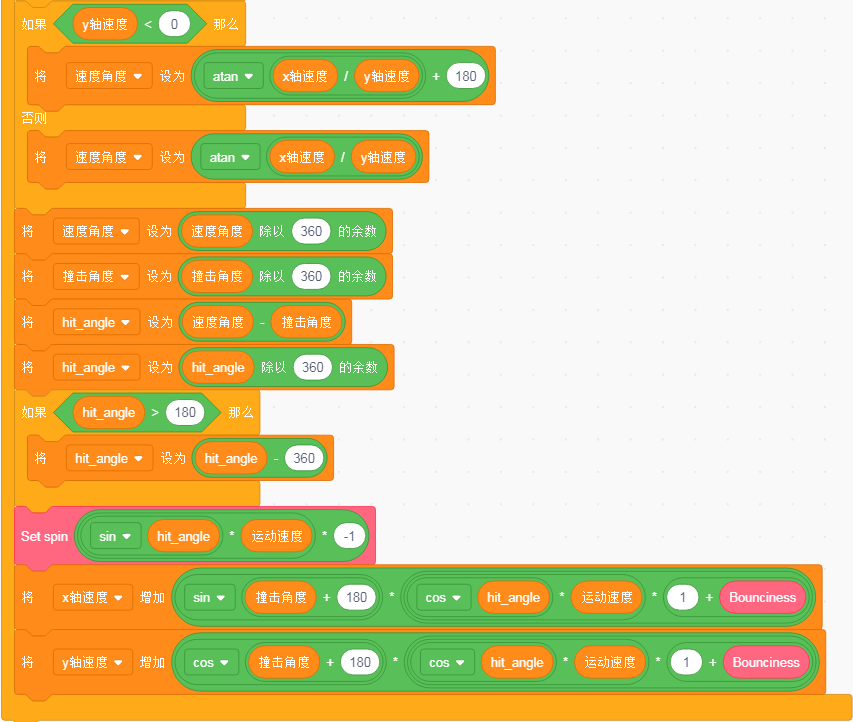 如果 y轴速度 < 0 那么
将 速度角度 设为 atan x轴速度 / y轴速度 + 180
否则
将 速度角度 设为 atan x轴速度 / y轴速度
将 速度角度 设为 速度角度 除以 360 的余数
将 撞击角度 设为 撞击角度 除以 360 的余数
将 hit_angle 设为 速度角度 - 撞击角度
将 hit_angle 设为 hit_angle 除以 360 的余数
如果 hit_angle > 180 那么
将 hit_angle 设为 hit_angle - 360
Set spin sin hit_angle * 运动速度 * -1
将 x轴速度 增加 sin 撞击角度 + 180 * cos hit_angle * 运动速度 * 1 + Bounciness
将 y轴速度 增加 cos 撞击角度 + 180 * cos hit_angle * 运动速度 * 1 + Bounciness